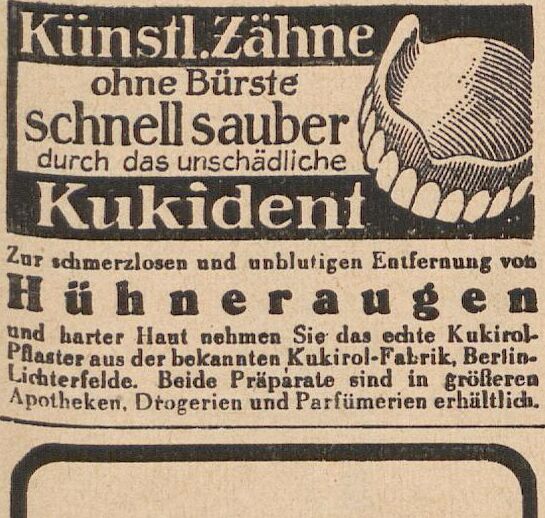 Künstl. Zähne
ohne Bürste
schnell sauber
durch das unschädliche
Kukident
Zur schmerzlosen und unblutigen Entfernung von
Hühneraugen
und harter Haut nehmen Sie das echte Kukirol-
Pflaster aus der bekannten Kukirol-Fabrik, Berlin-
Lichterfelde. Beide Präparate sind in größeren
Apotheken, Drogerien und Parfümerien erhältlich.